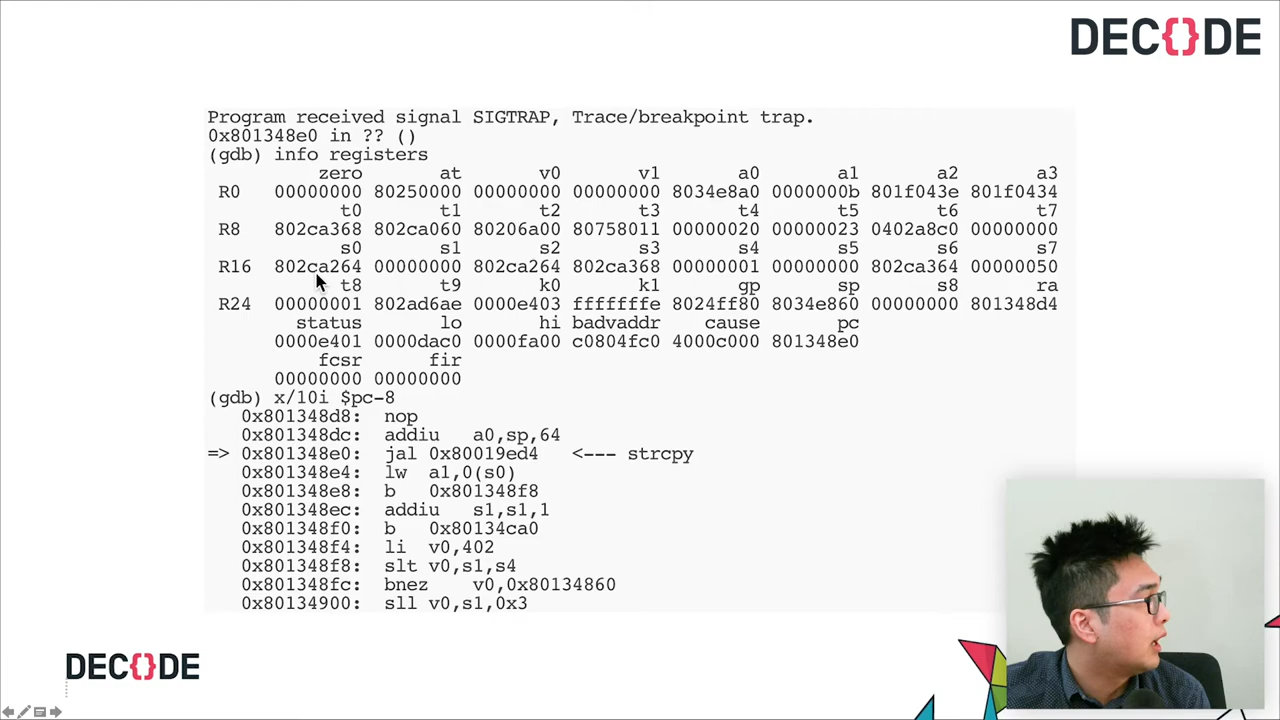 DEC{}DE
Program received signal SIGTRAP, Trace/breakpoint trap.
0x801348e0 in ?? ()
(gdb) info registers
zero at v0 v1 a0 a1 a2 a3
R0 00000000 80250000 00000000 00000000 8034e8a0 0000000b 801f043e 801f0434
t0 t1 t2 t3 t4 t5 t6 t7
R8 802ca368 802ca060 80206a00 80758011 00000020 00000023 0402a8c0 00000000
s0 s1 s2 s3 s4 s5 s6 s7
R16 802ca264 00000000 802ca264 802ca368 00000001 00000000 802ca364 00000050
t8 t9 k0 k1 gp sp s8 ra
R24 00000001 802ad6ae 0000e403 fffffffe 8024ff80 8034e860 00000000 801348d4
status lo hi badvaddr cause pc
0000e401 0000dac0 0000fa00 c0804fc0 4000c000 801348e0
fcsr fir
00000000 00000000
(gdb) x/10i $pc-8
0x801348d8: nop
0x801348dc: addiu a0,sp,64
=> 0x801348e0: jal 0x80019ed4 <--- strcpy
0x801348e4: lw a1,0(s0)
0x801348e8: b 0x801348f8
0x801348ec: addiu s1,s1,1
0x801348f0: b 0x80134ca0
0x801348f4: li v0,402
0x801348f8: slt v0,s1,s4
0x801348fc: bnez v0,0x80134860
0x80134900: sll v0,s1,0x3
DEC{}DE